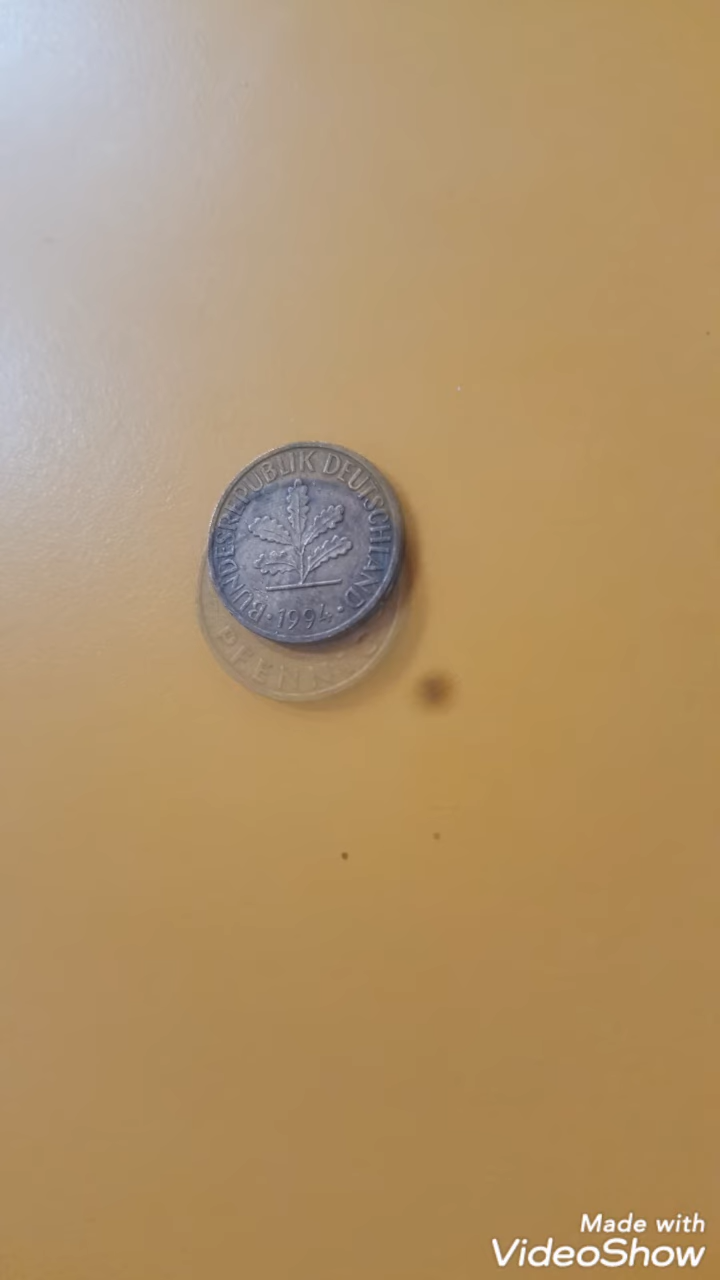 BUNDESREPUBLIK DEUTSCHLAND
· 1994 ·
PFENNIG
Made with
VideoShow